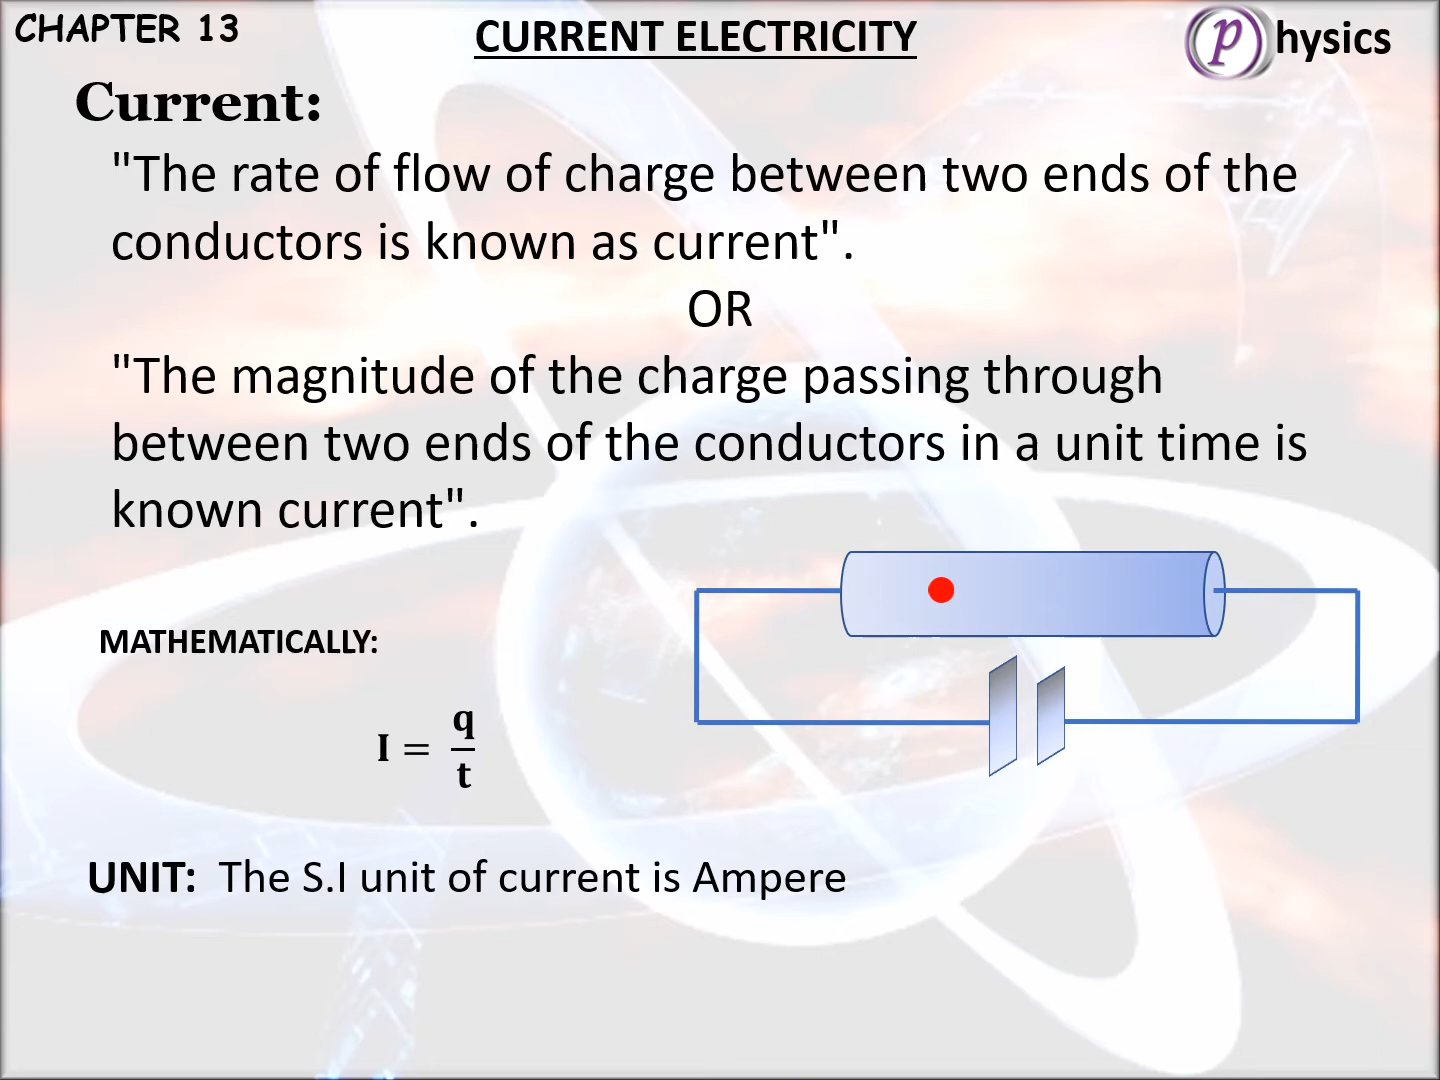 CHAPTER 13
CURRENT ELECTRICITY
Physics
Current:
"The rate of flow of charge between two ends of the
conductors is known as current".
OR
"The magnitude of the charge passing through
between two ends of the conductors in a unit time is
known current".
MATHEMATICALLY:
I = q/t
UNIT: The S.I unit of current is Ampere